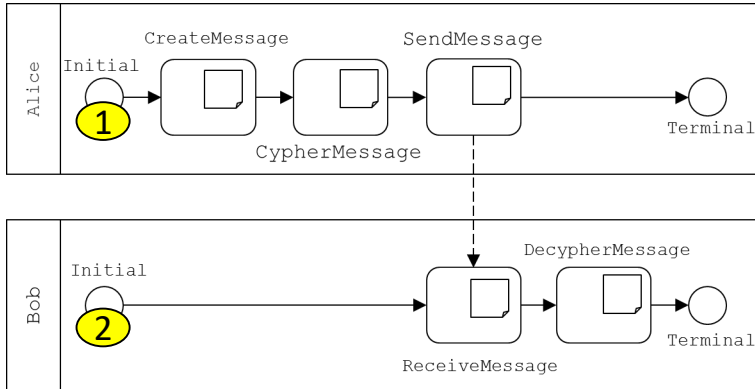 Alice
Initial
1
CreateMessage
CypherMessage
SendMessage
Terminal
Bob
Initial
2
ReceiveMessage
DecypherMessage
Terminal